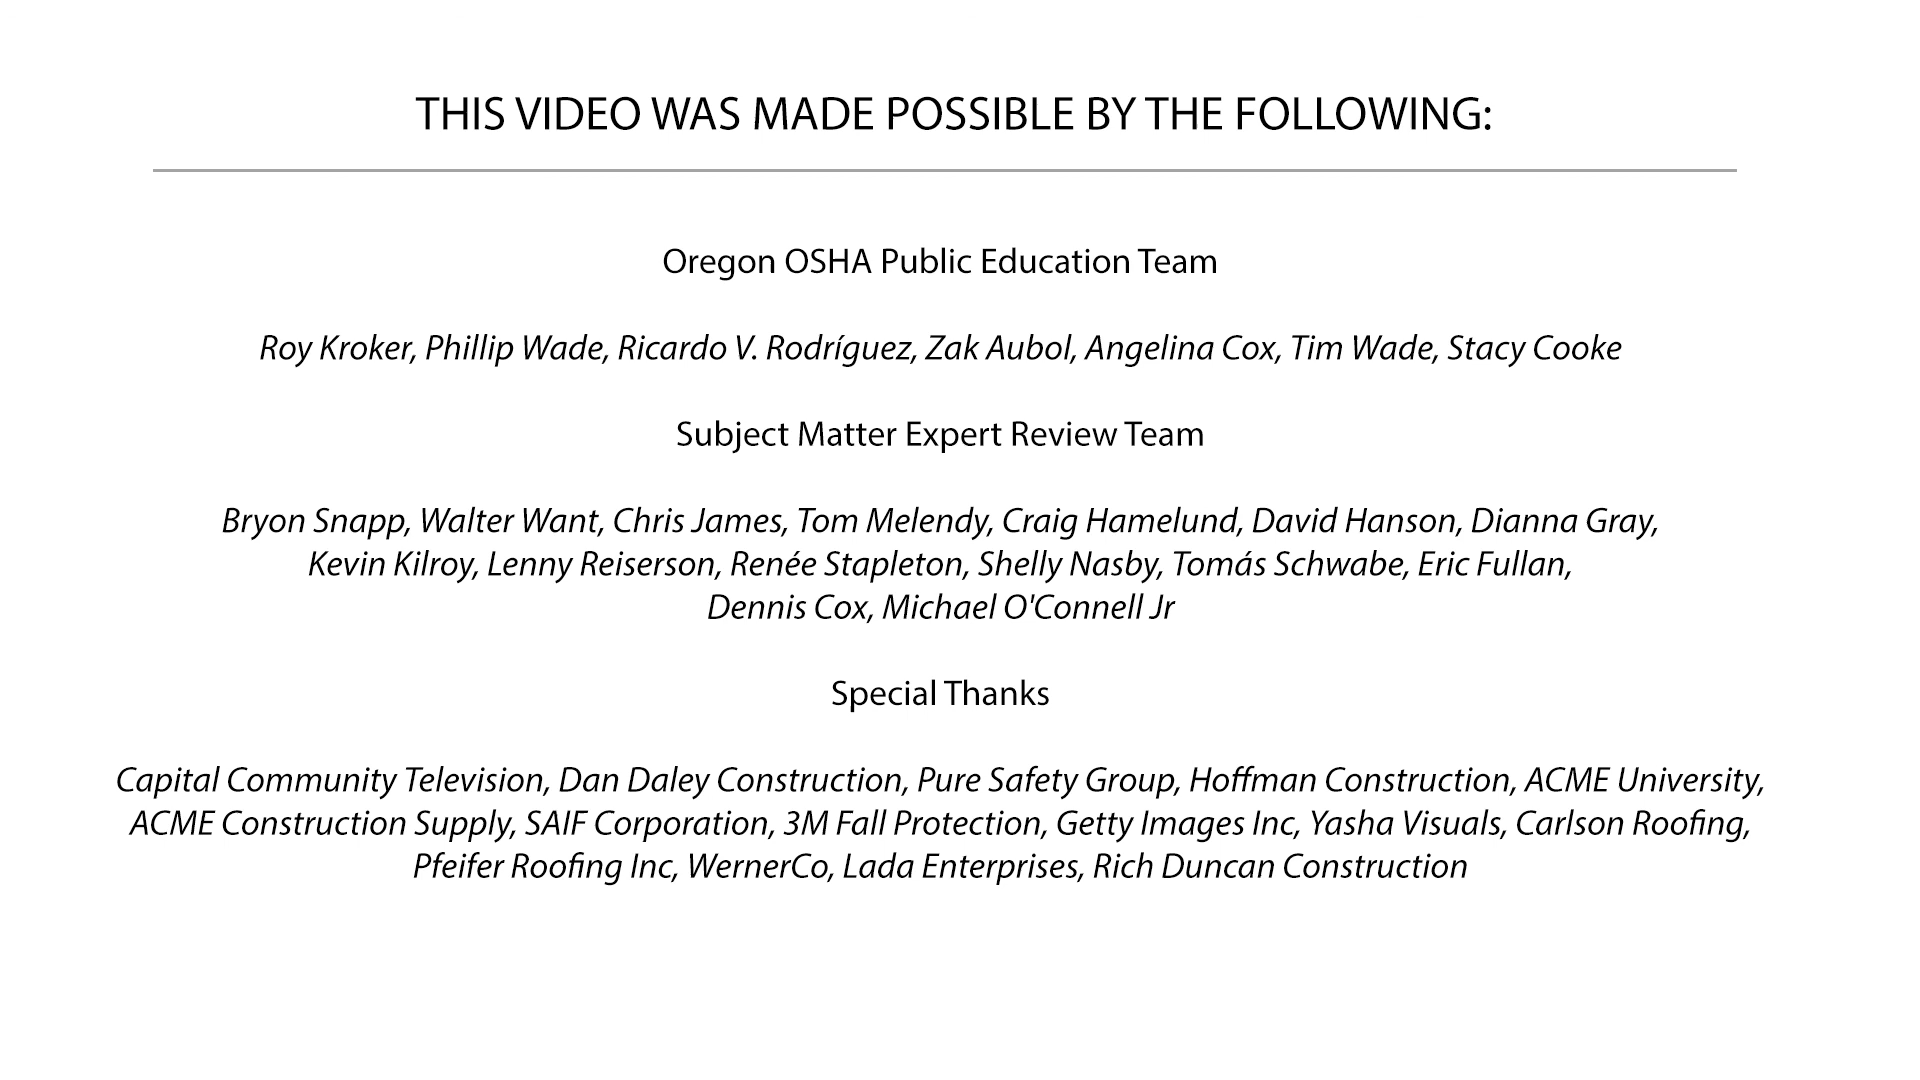 THIS VIDEO WAS MADE POSSIBLE BY THE FOLLOWING:
Oregon OSHA Public Education Team
Roy Kroker, Phillip Wade, Ricardo V. Rodríguez, Zak Aubol, Angelina Cox, Tim Wade, Stacy Cooke
Subject Matter Expert Review Team
Bryon Snapp, Walter Want, Chris James, Tom Melendy, Craig Hamelund, David Hanson, Dianna Gray,
Kevin Kilroy, Lenny Reiserson, Renée Stapleton, Shelly Nasby, Tomás Schwabe, Eric Fullan,
Dennis Cox, Michael O'Connell Jr
Special Thanks
Capital Community Television, Dan Daley Construction, Pure Safety Group, Hoffman Construction, ACME University,
ACME Construction Supply, SAIF Corporation, 3M Fall Protection, Getty Images Inc, Yasha Visuals, Carlson Roofing,
Pfeifer Roofing Inc, WernerCo, Lada Enterprises, Rich Duncan Construction